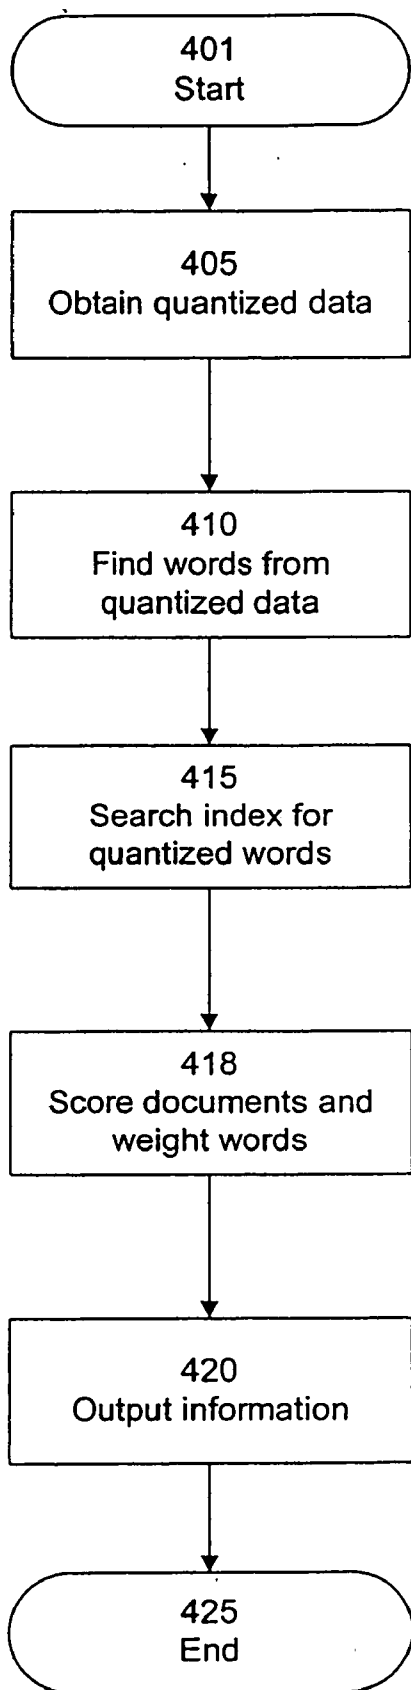 401
Start
405
Obtain quantized data
410
Find words from
quantized data
415
Search index for
quantized words
418
Score documents and
weight words
420
Output information
425
End